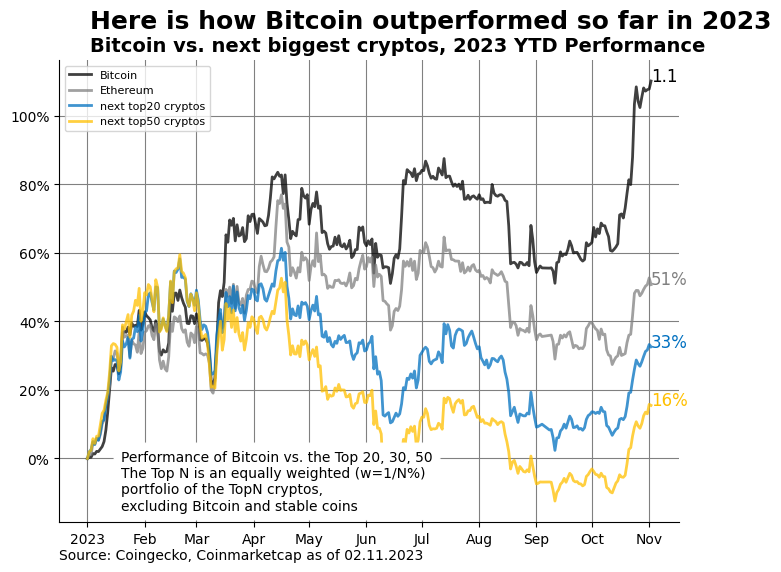 Here is how Bitcoin outperformed so far in 2023
Bitcoin vs. next biggest cryptos, 2023 YTD Performance
Bitcoin
Ethereum
next top20 cryptos
next top50 cryptos
1.1
100%
80%
60%
51%
40%
33%
20%
16%
0%
Performance of Bitcoin vs. the Top 20, 30, 50
The Top N is an equally weighted (w=1/N%)
portfolio of the TopN cryptos,
excluding Bitcoin and stable coins
2023 Feb Mar Apr May Jun Jul Aug Sep Oct Nov
Source: Coingecko, Coinmarketcap as of 02.11.2023